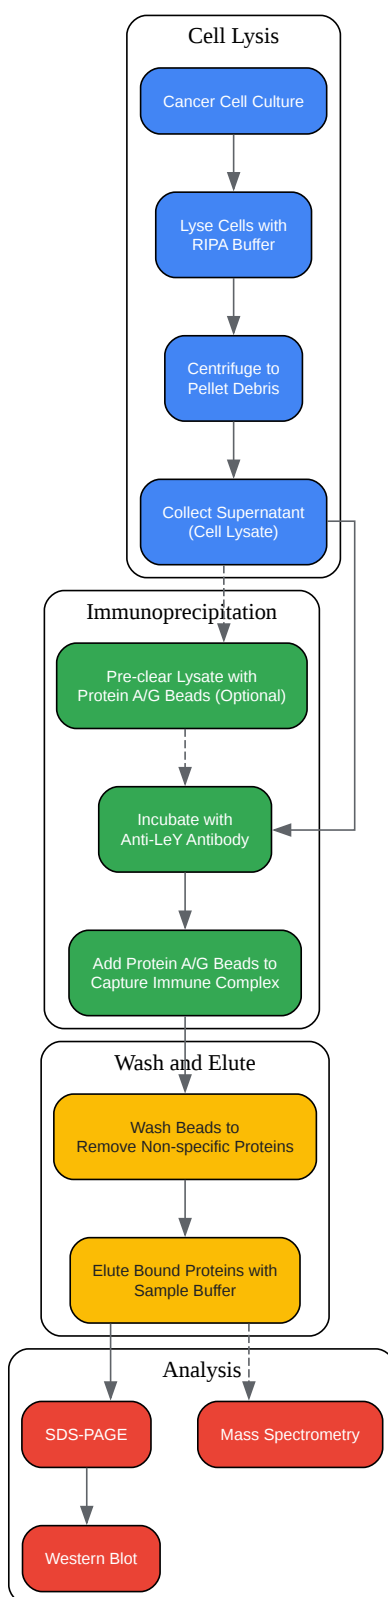 Cell Lysis
Cancer Cell Culture
Lyse Cells with
RIPA Buffer
Centrifuge to
Pellet Debris
Collect Supernatant
(Cell Lysate)
Immunoprecipitation
Pre-clear Lysate with
Protein A/G Beads (Optional)
Incubate with
Anti-LeY Antibody
Add Protein A/G Beads to
Capture Immune Complex
Wash and Elute
Wash Beads to
Remove Non-specific Proteins
Elute Bound Proteins with
Sample Buffer
Analysis
SDS-PAGE
Mass Spectrometry
Western Blot